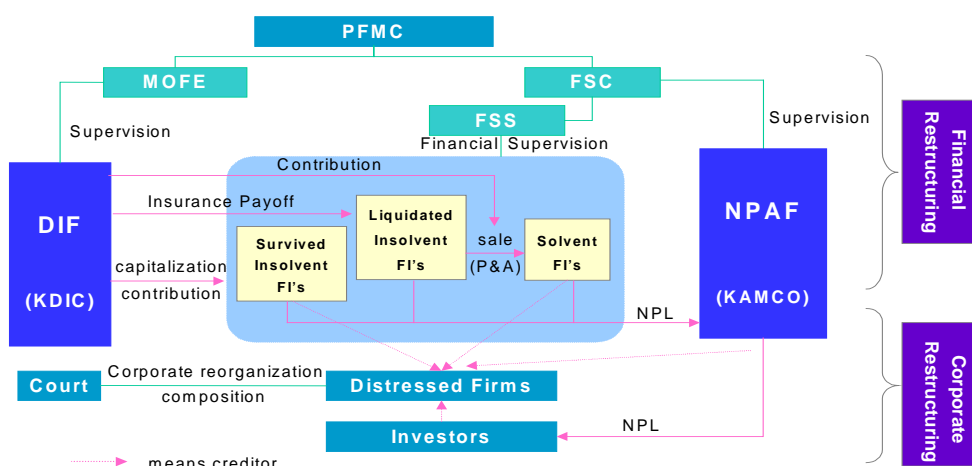 PFMC
MOFE
FSC
FSS
Supervision
Financial Supervision
Supervision
Financial
Restructuring
Contribution
DIF
(KDIC)
Insurance Payoff
Liquidated
Insolvent
FI's
sale
(P&A)
Solvent
FI's
Survived
Insolvent
FI's
capitalization
contribution
NPAF
(KAMCO)
NPL
Court
Corporate reorganization
composition
Distressed Firms
Investors
NPL
Corporate
Restructuring
means creditor